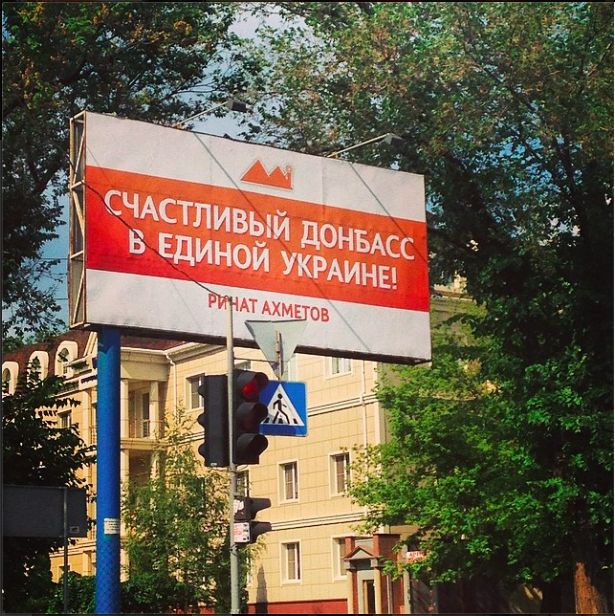 СЧАСТЛИВЫЙ ДОНБАСС
В ЕДИНОЙ УКРАИНЕ!
РИНАТ АХМЕТОВ